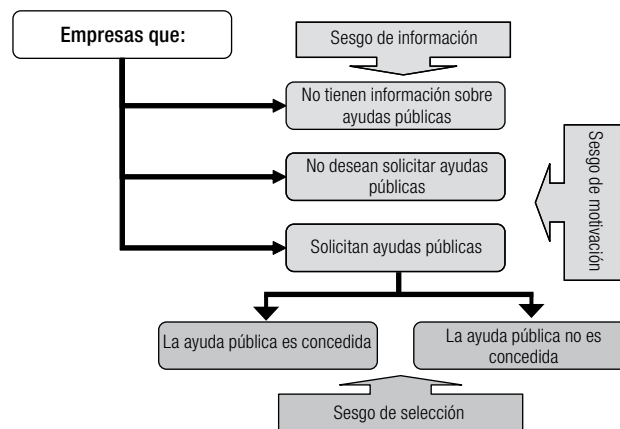 Empresas que:
Sesgo de información
No tienen información sobre
ayudas públicas
No desean solicitar ayudas
públicas
Sesgo de motivación
Solicitan ayudas públicas
La ayuda pública es concedida
La ayuda pública no es
concedida
Sesgo de selección